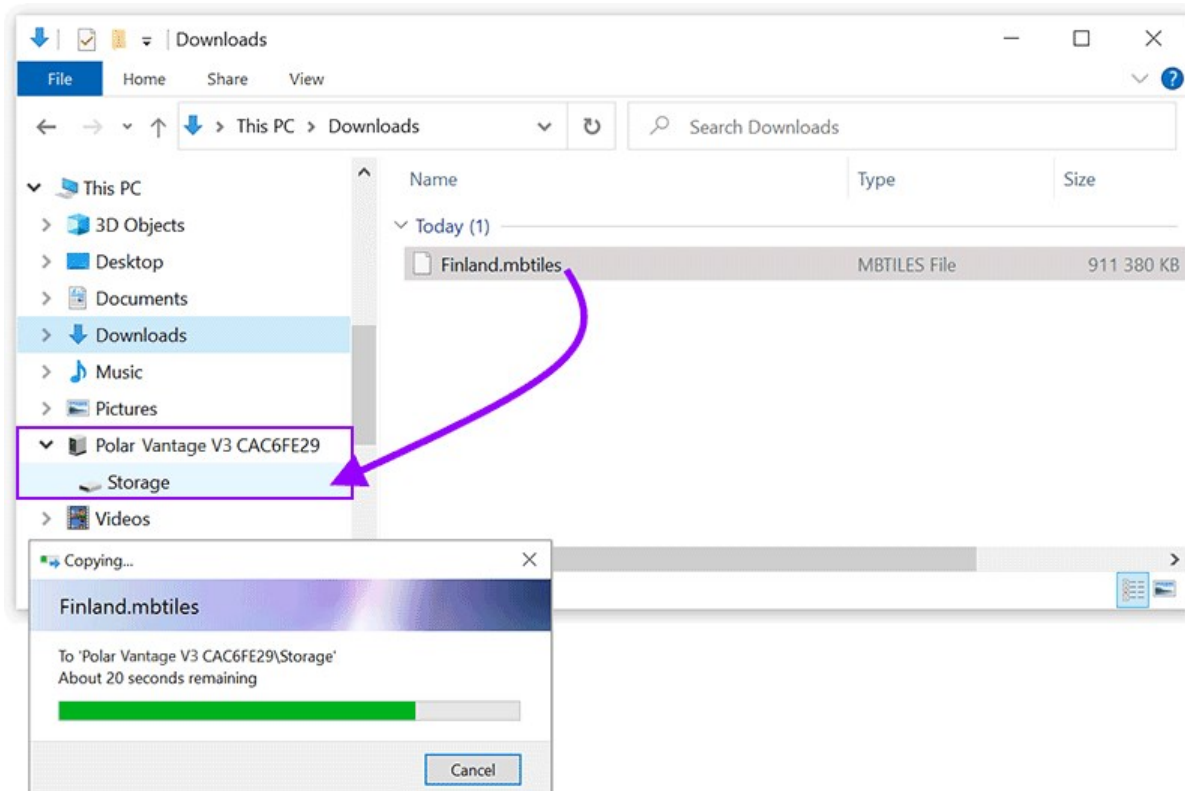 Downloads
File Home Share View
This PC > Downloads
Search Downloads
This PC
3D Objects
Desktop
Documents
Downloads
Music
Pictures
Polar Vantage V3 CAC6FE29
Storage
Videos
Name Type Size
Today (1)
Finland.mbtiles MBTILES File 911 380 KB
Copying...
Finland.mbtiles
To 'Polar Vantage V3 CAC6FE29\Storage'
About 20 seconds remaining
Cancel